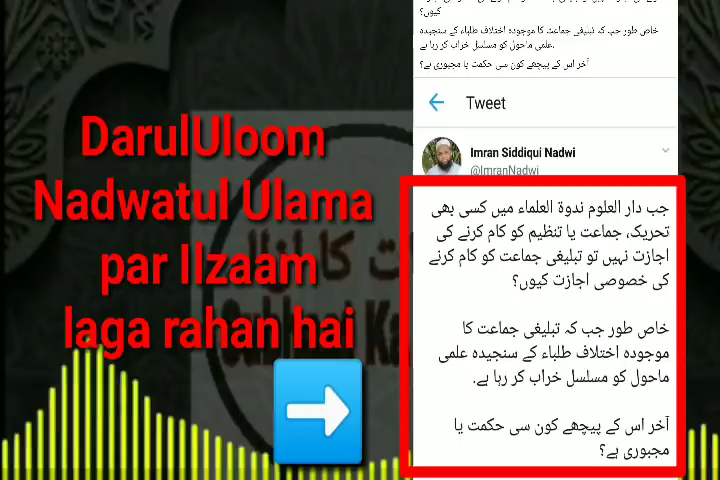 DarulUloom
Nadwatul Ulama
par Ilzaam
laga rahan hai
کیوں؟
خاص طور جب کہ تبلیغی جماعت کا موجودہ اختلاف طلباء کے سنجیدہ
علمی ماحول کو مسلسل خراب کر رہا ہے.
آخر اس کے پیچھے کون سی حکمت یا مجبوری ہے؟
Tweet
Imran Siddiqui Nadwi
@ImranNadwi
جب دار العلوم ندوۃ العلماء میں کسی بھی
تحریک، جماعت یا تنظیم کو کام کرنے کی
اجازت نہیں تو تبلیغی جماعت کو کام کرنے
کی خصوصی اجازت کیوں؟
خاص طور جب کہ تبلیغی جماعت کا
موجودہ اختلاف طلباء کے سنجیدہ علمی
ماحول کو مسلسل خراب کر رہا ہے.
آخر اس کے پیچھے کون سی حکمت یا
مجبوری ہے؟